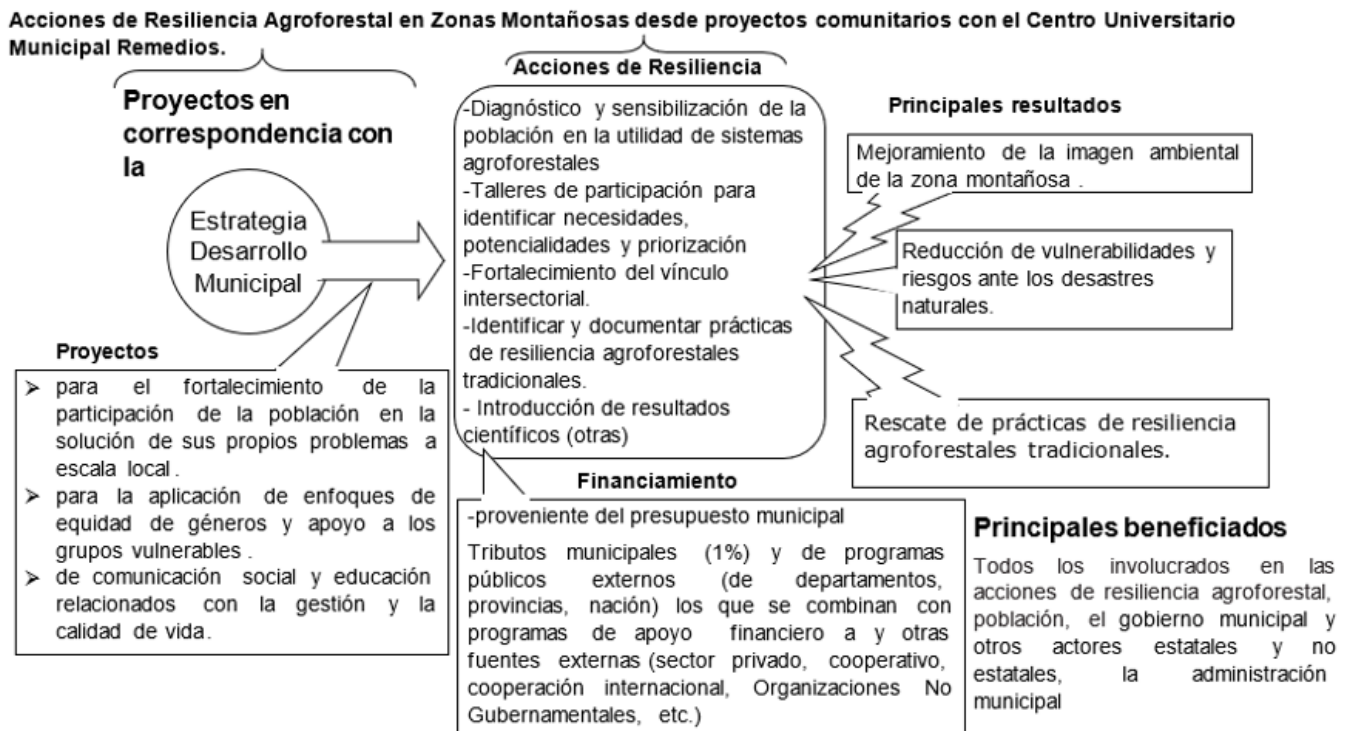 Acciones de Resiliencia Agroforestal en Zonas Montañosas desde proyectos comunitarios con el Centro Universitario
Municipal Remedios.
Proyectos en
correspondencia con
la
Estrategia
Desarrollo
Municipal
Proyectos
➢ para el fortalecimiento de la
participación de la población en la
solución de sus propios problemas a
escala local.
➢ para la aplicación de enfoques de
equidad de géneros y apoyo a los
grupos vulnerables.
➢ de comunicación social y educación
relacionados con la gestión y la
calidad de vida.
Acciones de Resiliencia
-Diagnóstico y sensibilización de la
población en la utilidad de sistemas
agroforestales
-Talleres de participación para
identificar necesidades,
potencialidades y priorización
-Fortalecimiento del vínculo
intersectorial.
-Identificar y documentar prácticas
de resiliencia agroforestales
tradicionales.
- Introducción de resultados
científicos (otras)
Financiamiento
-proveniente del presupuesto municipal
Tributos municipales (1%) y de programas
públicos externos (de departamentos,
provincias, nación) los que se combinan con
programas de apoyo financiero a y otras
fuentes externas (sector privado, cooperativo,
cooperación internacional, Organizaciones No
Gubernamentales, etc.)
Principales resultados
Mejoramiento de la imagen ambiental
de la zona montañosa .
Reducción de vulnerabilidades y
riesgos ante los desastres
naturales.
Rescate de prácticas de resiliencia
agroforestales tradicionales.
Principales beneficiados
Todos los involucrados en las
acciones de resiliencia agroforestal,
población, el gobierno municipal y
otros actores estatales y no
estatales, la administración
municipal